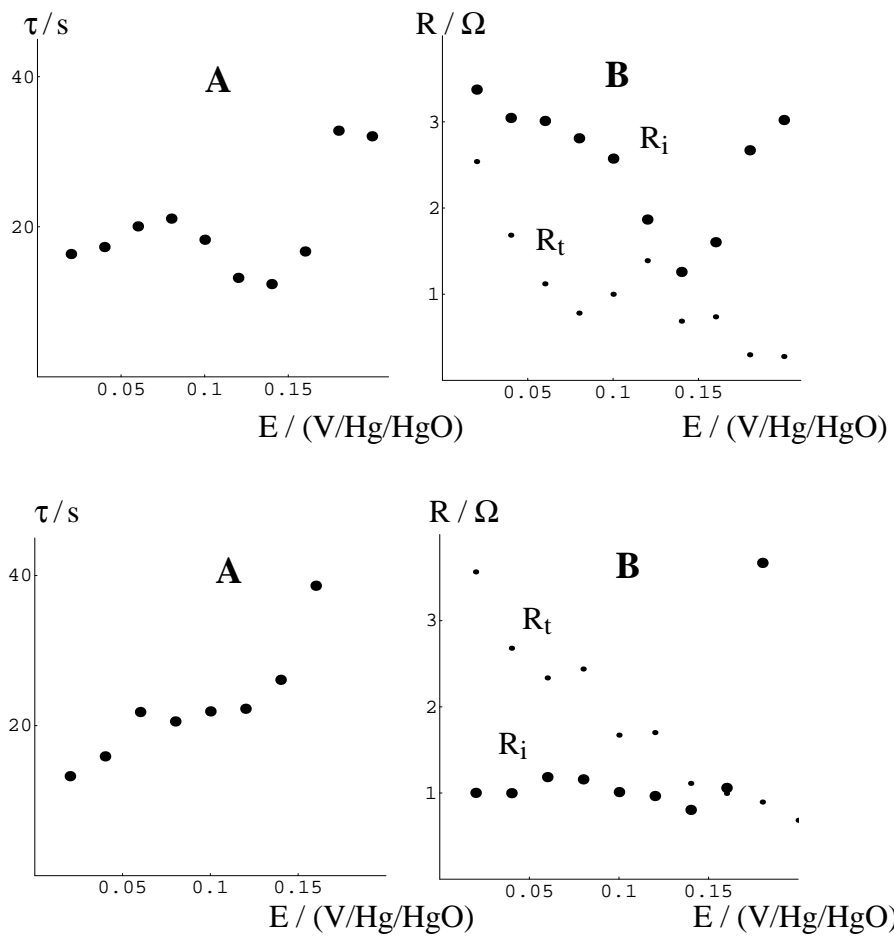 τ / s
40
20
A
0.05 0.1 0.15
E / (V/Hg/HgO)
R / Ω
3
2
1
B
R_i
R_t
0.05 0.1 0.15
E / (V/Hg/HgO)
τ / s
40
20
A
0.05 0.1 0.15
E / (V/Hg/HgO)
R / Ω
3
2
1
B
R_t
R_i
0.05 0.1 0.15
E / (V/Hg/HgO)